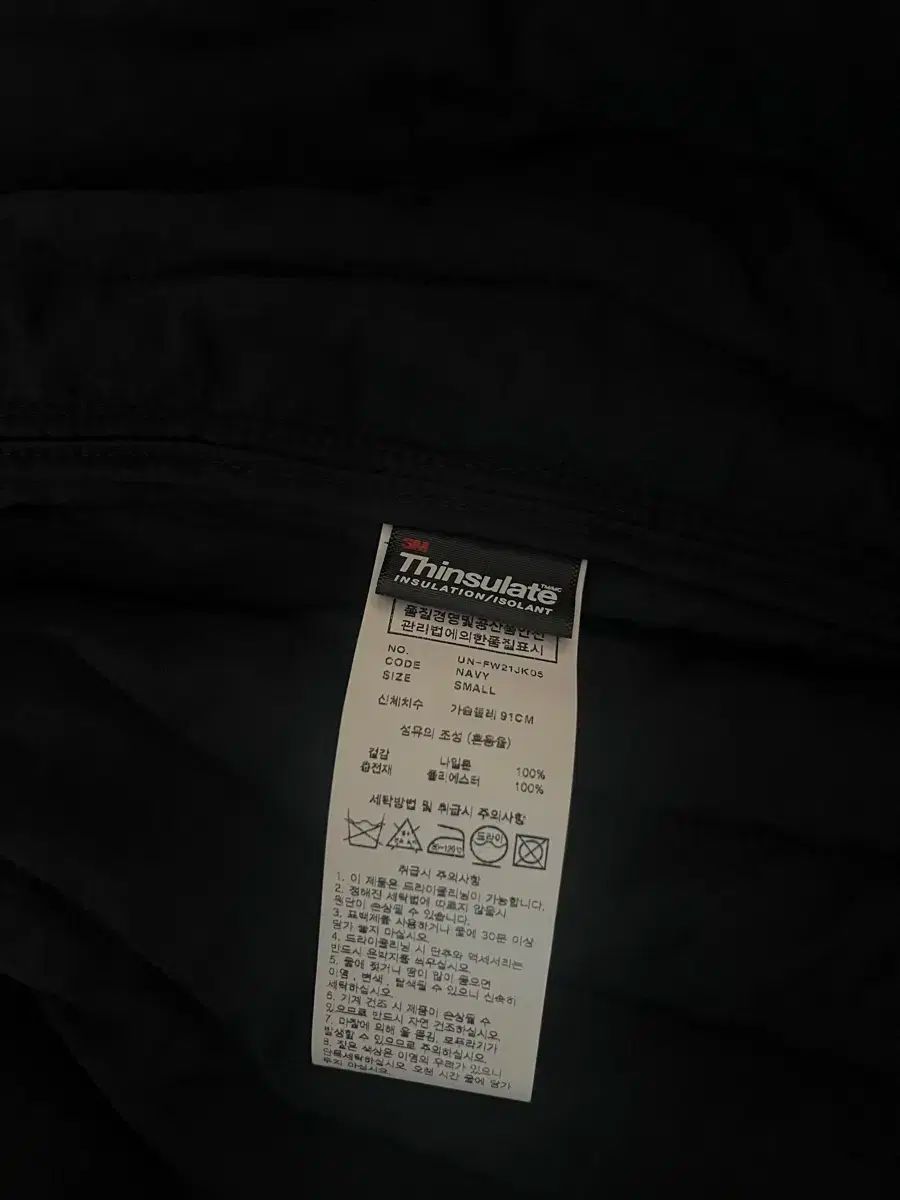 3M
Thinsulate TM/MC
INSULATION/ISOLANT
품질경영및공산품안전
관리법에의한품질표시
NO. UN-FW21JK05
CODE NAVY
SIZE SMALL
신체치수 가슴둘레 91CM
섬유의 조성 (혼용율)
겉감 나일론 100%
충전재 폴리에스터 100%
세탁방법 및 취급시 주의사항
80~120℃ 드라이
취급시 주의사항
1. 이 제품은 드라이클리닝이 가능합니다.
2. 정해진 세탁법에 따르지 않을시
원단이 손상될 수 있습니다.
3. 표백제를 사용하거나 물에 30분 이상
담가 놓지 마십시오.
4. 드라이클리닝 시 단추와 악세서리는
반드시 은박지를 씌우십시오.
5. 물에 젖거나 땀이 많이 묻으면
이염, 변색, 탈색될 수 있으니 신속히
세탁하십시오.
6. 기계 건조 시 제품이 손상될 수
있으므로 반드시 자연 건조하십시오.
7. 마찰에 의해 올 뜯김, 보푸라기가
발생할 수 있으므로 주의하십시오.
8. 짙은 색상은 이염의 우려가 있으니
단독세탁하십시오. 오랜 시간 물에 담가
두지 마십시오.